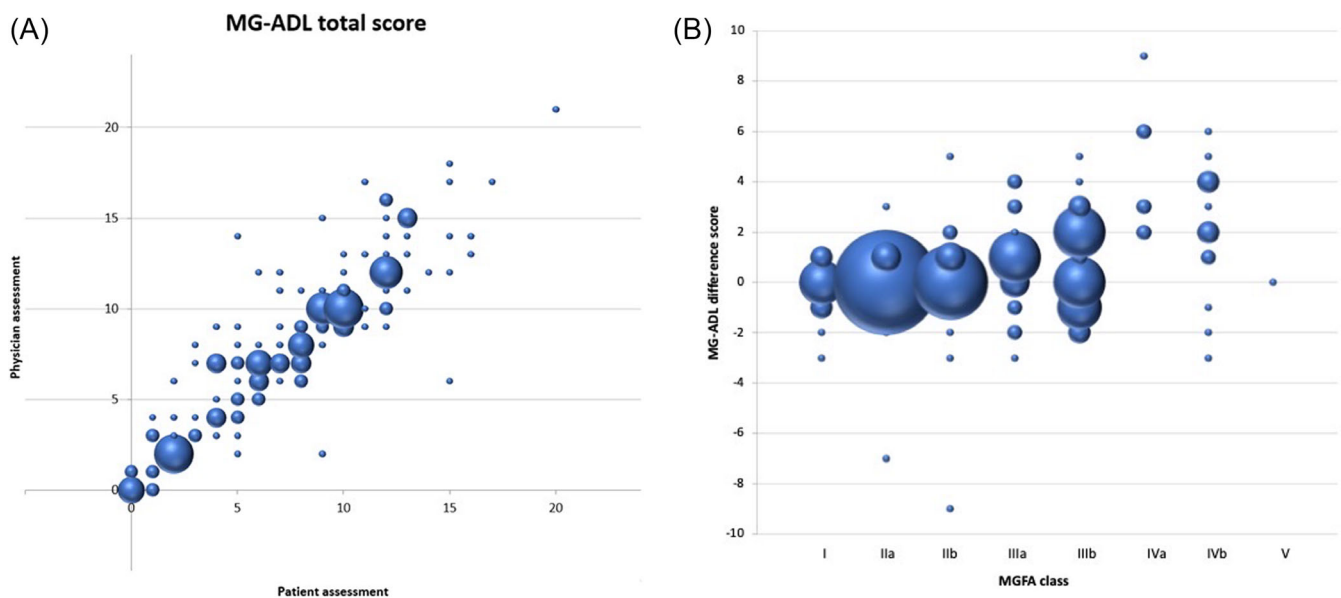 (A)
MG-ADL total score
20
15
10
5
0
0 5 10 15 20
Physician assessment
Patient assessment
(B)
10
8
6
4
2
0
-2
-4
-6
-8
-10
MG-ADL difference score
I IIa IIb IIIa IIIb IVa IVb V
MGFA class